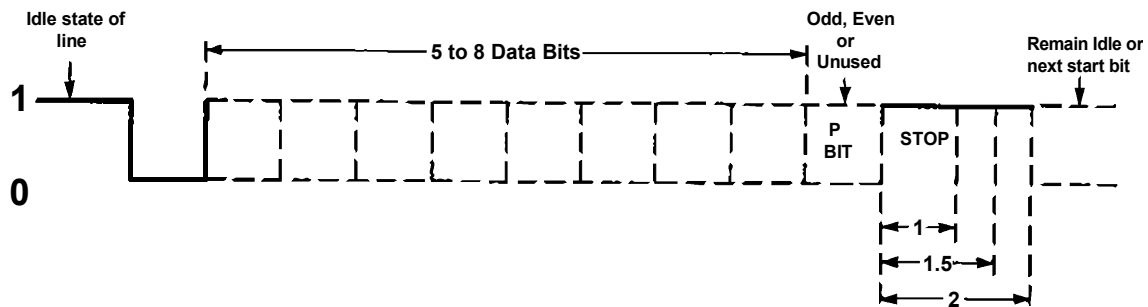 Idle state of
line
5 to 8 Data Bits
Odd, Even
or
Unused
Remain Idle or
next start bit
1
0
P
BIT
STOP
1
1.5
2